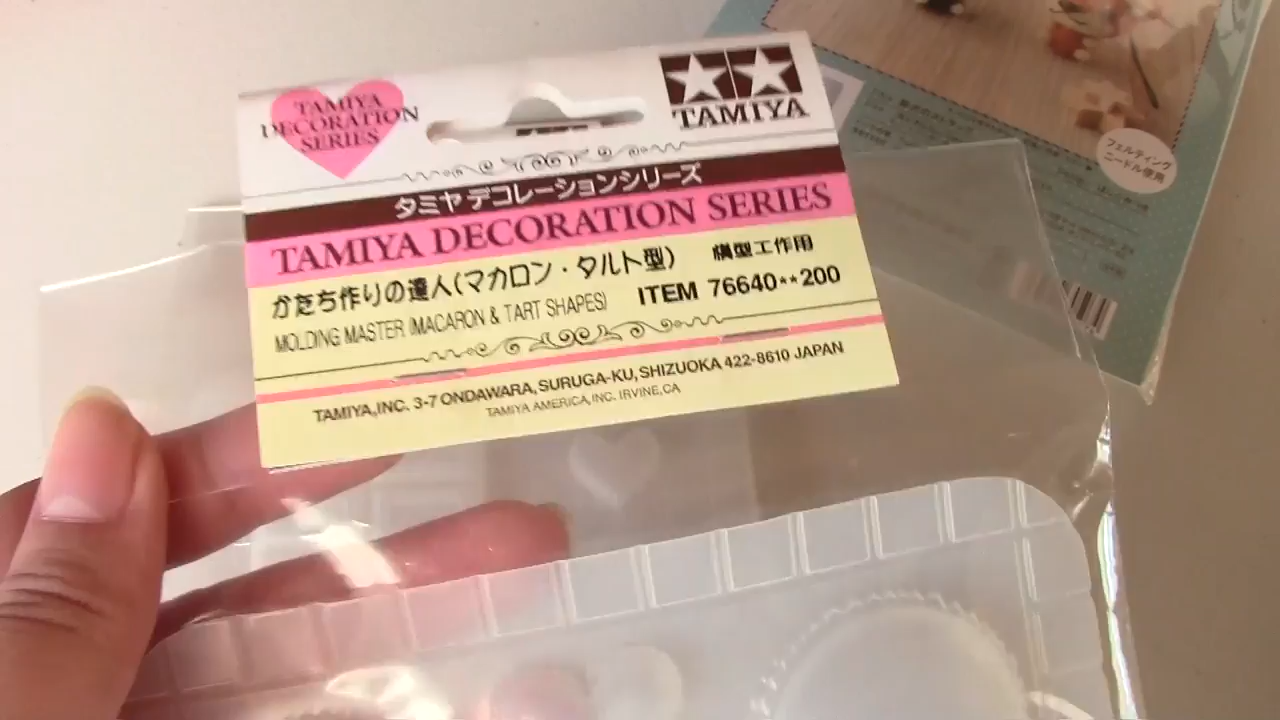 TAMIYA
DECORATION
SERIES
TAMIYA
タミヤ デコレーションシリーズ
TAMIYA DECORATION SERIES
かたち作りの達人(マカロン・タルト型) 模型工作用
MOLDING MASTER (MACARON & TART SHAPES) ITEM 76640**200
TAMIYA,INC. 3-7 ONDAWARA, SURUGA-KU, SHIZUOKA 422-8610 JAPAN
TAMIYA AMERICA, INC. IRVINE, CA
フェルティング
ニードル使用